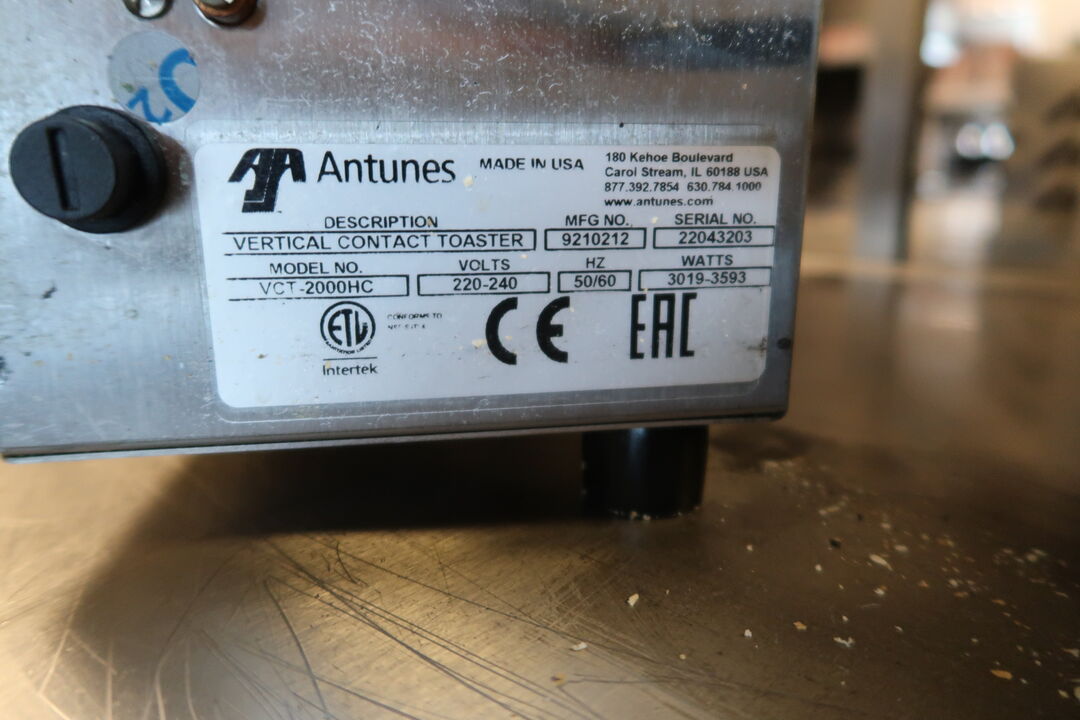 AJA Antunes MADE IN USA
180 Kehoe Boulevard
Carol Stream, IL 60188 USA
877.392.7854 630.784.1000
www.antunes.com
DESCRIPTION MFG NO. SERIAL NO.
VERTICAL CONTACT TOASTER 9210212 22043203
MODEL NO. VOLTS HZ WATTS
VCT-2000HC 220-240 50/60 3019-3593
ETL CONFORMS TO
CE EAC
Intertek